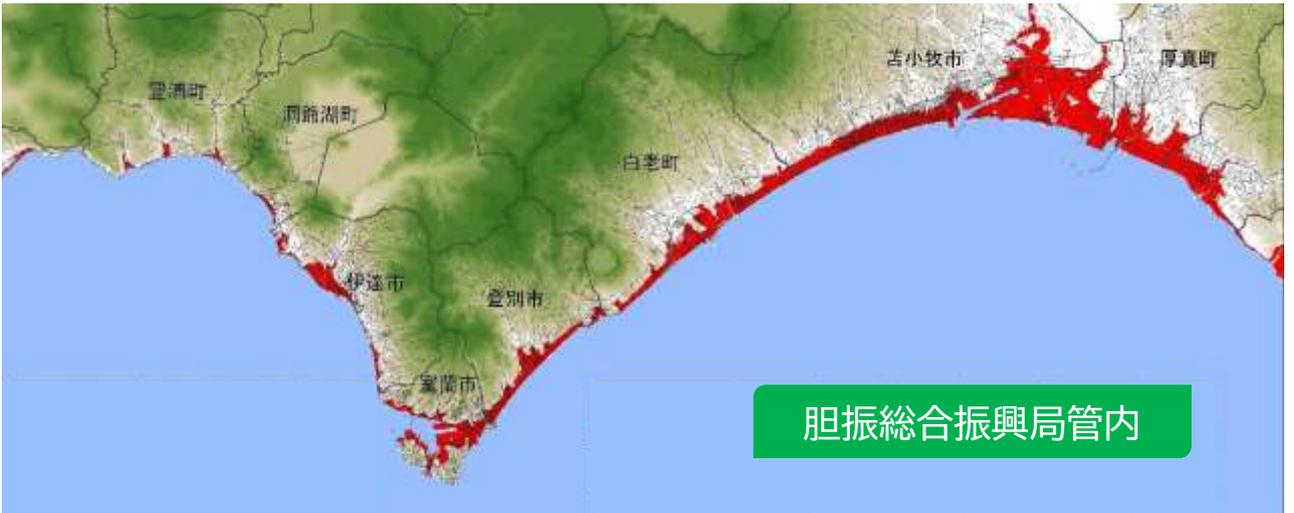 苫小牧市
厚真町
豊浦町
洞爺湖町
白老町
伊達市
登別市
室蘭市
胆振総合振興局管内